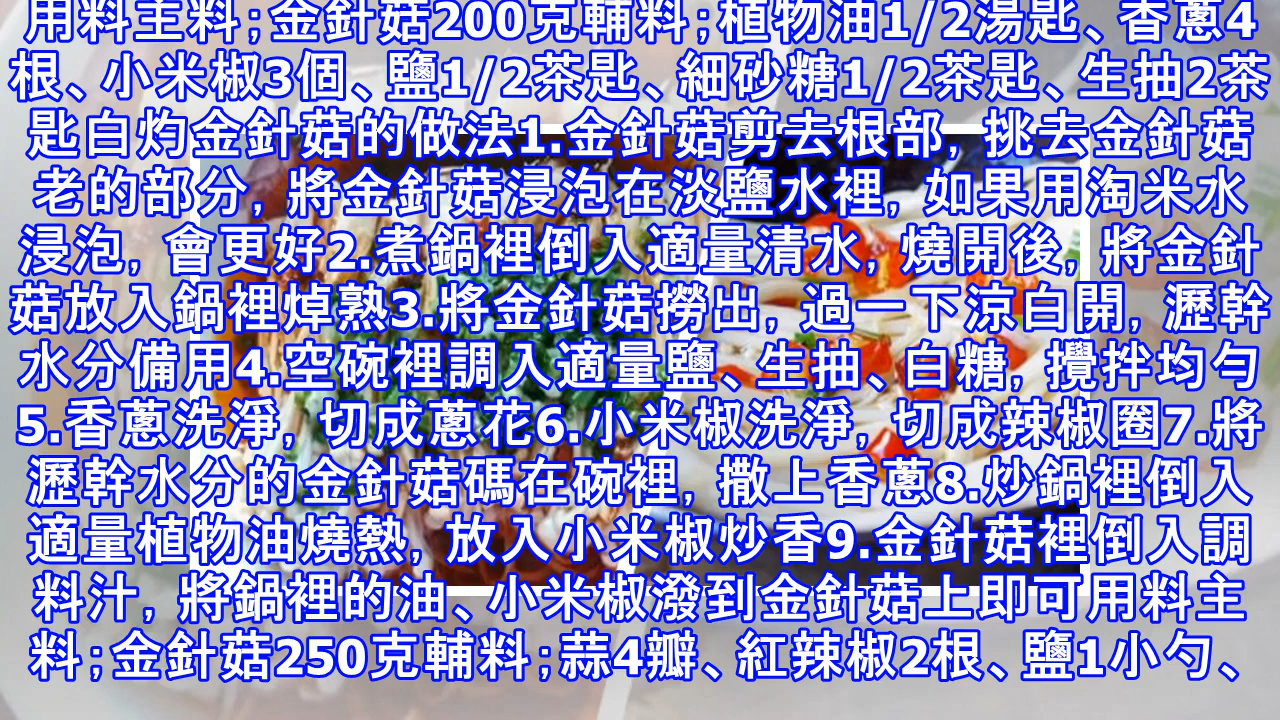 用料主料;金針菇200克輔料;植物油1/2湯匙、香蔥4
根、小米椒3個、鹽1/2茶匙、細砂糖1/2茶匙、生抽2茶
匙白灼金針菇的做法1.金針菇剪去根部, 挑去金針菇
老的部分, 將金針菇浸泡在淡鹽水裡, 如果用淘米水
浸泡, 會更好2.煮鍋裡倒入適量清水, 燒開後, 將金針
菇放入鍋裡焯熟3.將金針菇撈出, 過一下涼白開, 瀝幹
水分備用4.空碗裡調入適量鹽、生抽、白糖, 攪拌均勻
5.香蔥洗淨, 切成蔥花6.小米椒洗淨, 切成辣椒圈7.將
瀝幹水分的金針菇碼在碗裡, 撒上香蔥8.炒鍋裡倒入
適量植物油燒熱, 放入小米椒炒香9.金針菇裡倒入調
料汁, 將鍋裡的油、小米椒潑到金針菇上即可用料主
料;金針菇250克輔料;蒜4瓣、紅辣椒2根、鹽1小勺、